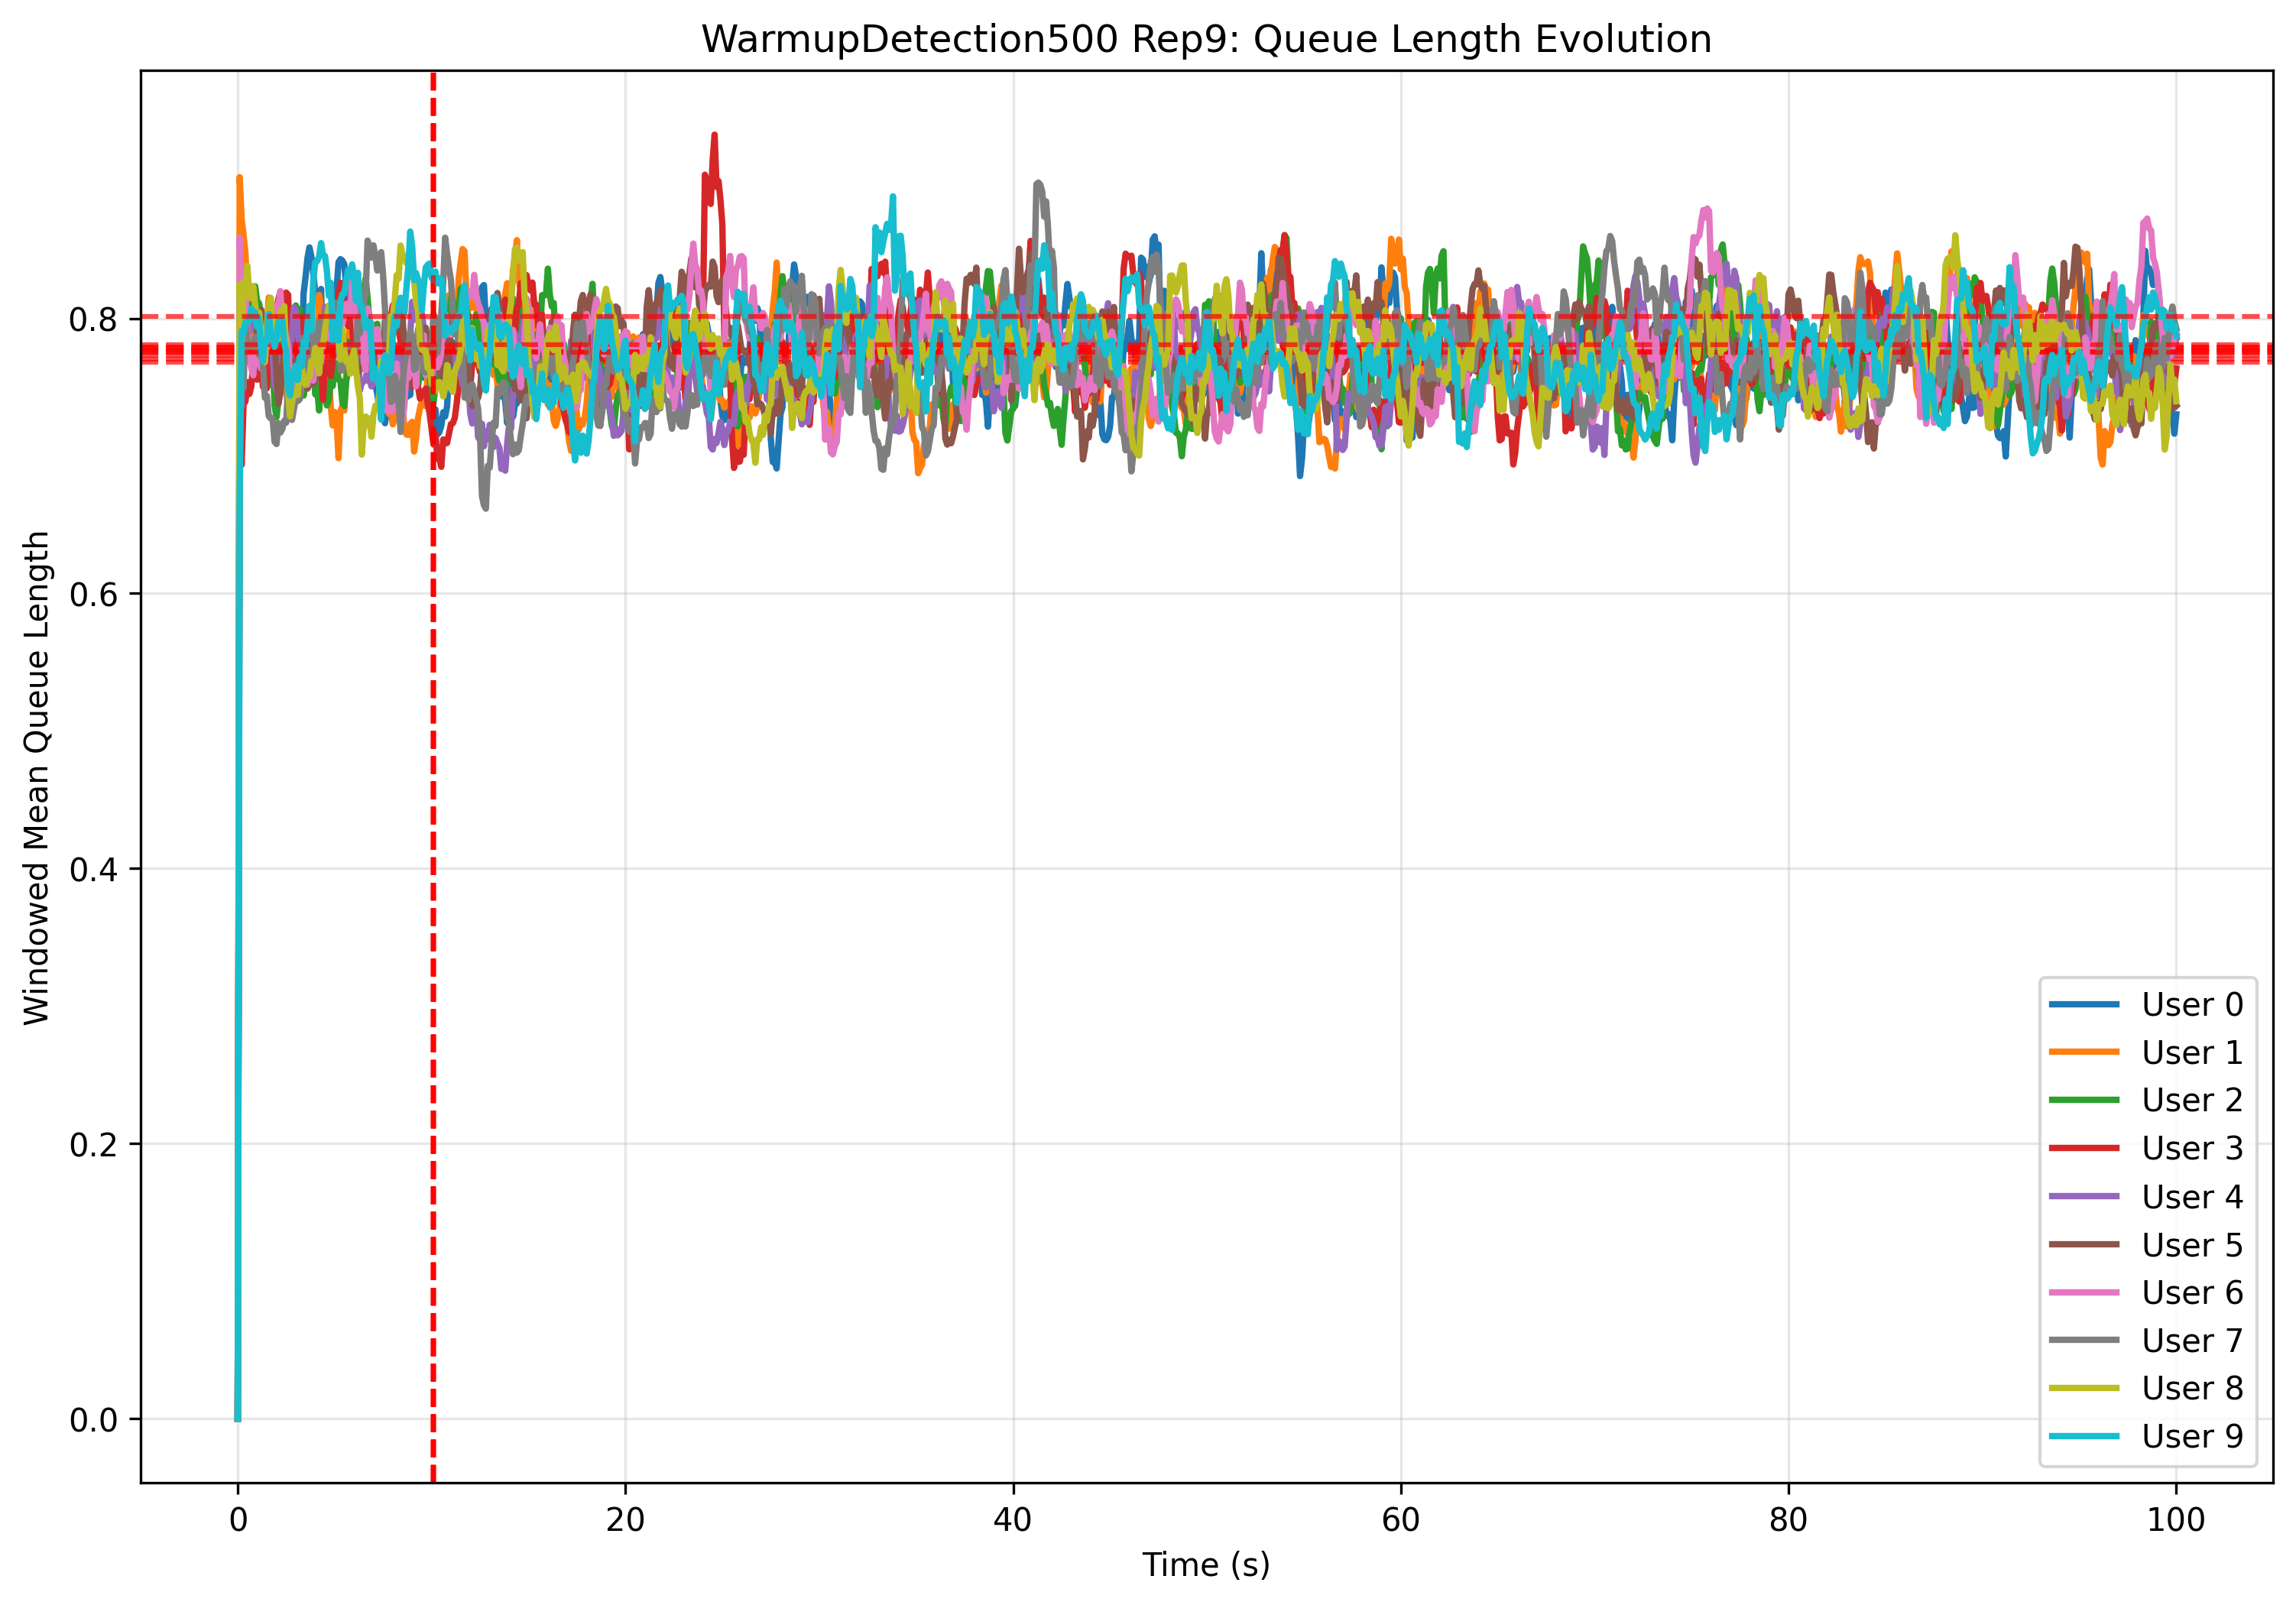 WarmupDetection500 Rep9: Queue Length Evolution
Windowed Mean Queue Length
0.8
0.6
0.4
0.2
0.0
User 0
User 1
User 2
User 3
User 4
User 5
User 6
User 7
User 8
User 9
0
20
40
60
80
100
Time (s)